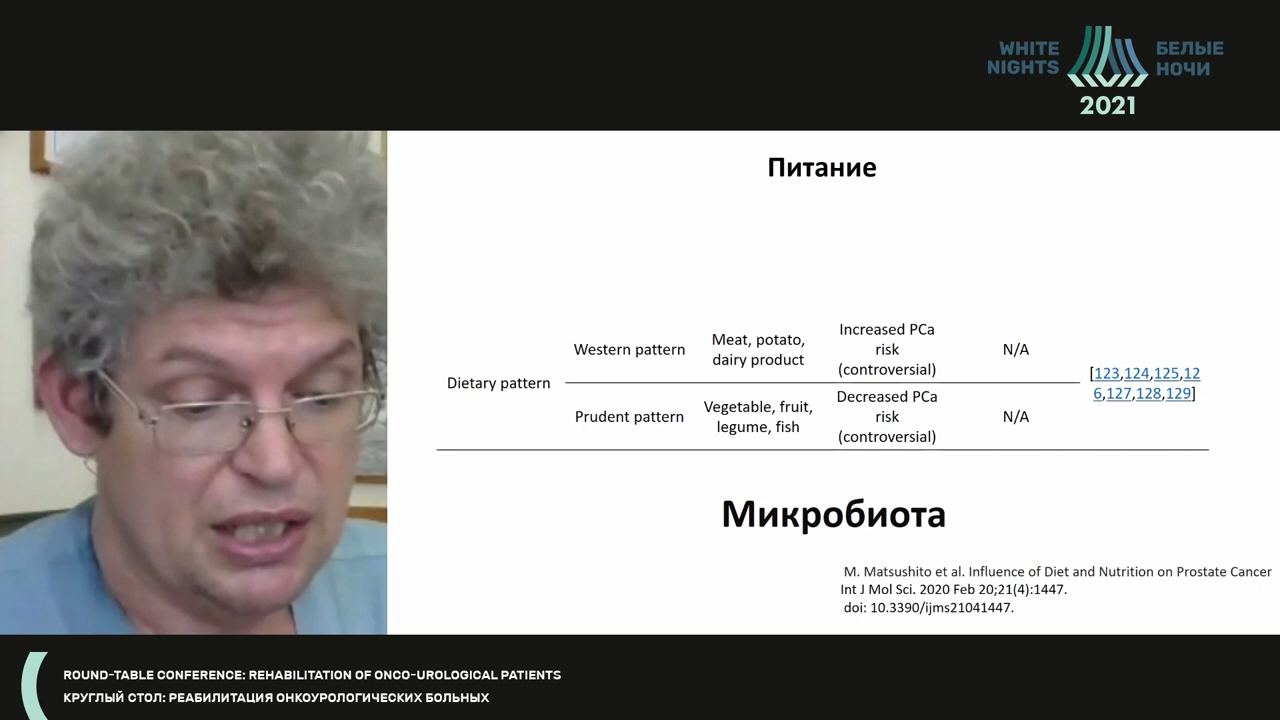 WHITE
NIGHTS
БЕЛЫЕ
НОЧИ
2021
Питание
Dietary pattern
Western pattern
Meat, potato,
dairy product
Increased PCa
risk
(controversial)
N/A
Prudent pattern
Vegetable, fruit,
legume, fish
Decreased PCa
risk
(controversial)
N/A
[123,124,125,12
6,127,128,129]
Микробиота
M. Matsushito et al. Influence of Diet and Nutrition on Prostate Cancer
Int J Mol Sci. 2020 Feb 20;21(4):1447.
doi: 10.3390/ijms21041447.
ROUND-TABLE CONFERENCE: REHABILITATION OF ONCO-UROLOGICAL PATIENTS
КРУГЛЫЙ СТОЛ: РЕАБИЛИТАЦИЯ ОНКОУРОЛОГИЧЕСКИХ БОЛЬНЫХ